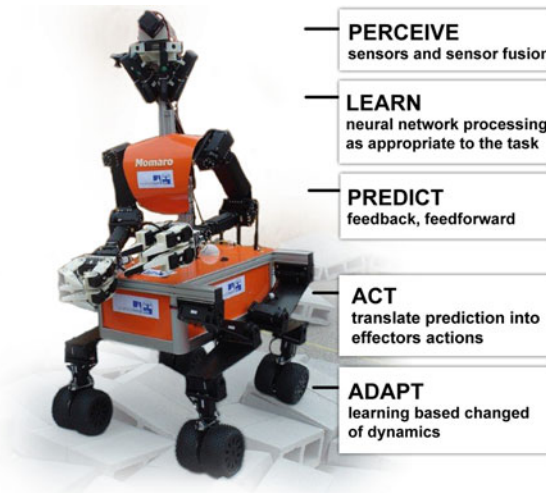 PERCEIVE
sensors and sensor fusion
LEARN
neural network processing
as appropriate to the task
Momaro
PREDICT
feedback, feedforward
ACT
translate prediction into
effectors actions
ADAPT
learning based changed
of dynamics